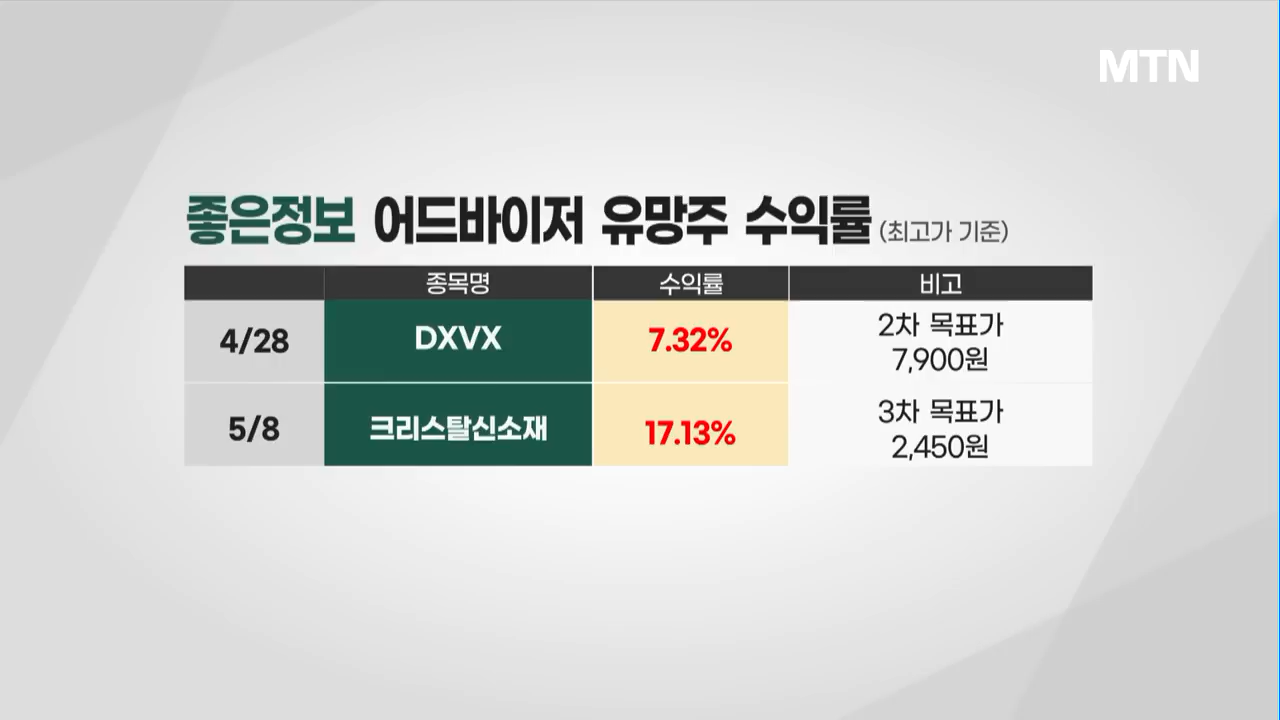 MTN
좋은정보 어드바이저 유망주 수익률 (최고가 기준)
종목명 수익률 비고
4/28 DXVX 7.32% 2차 목표가
7,900원
5/8 크리스탈신소재 17.13% 3차 목표가
2,450원